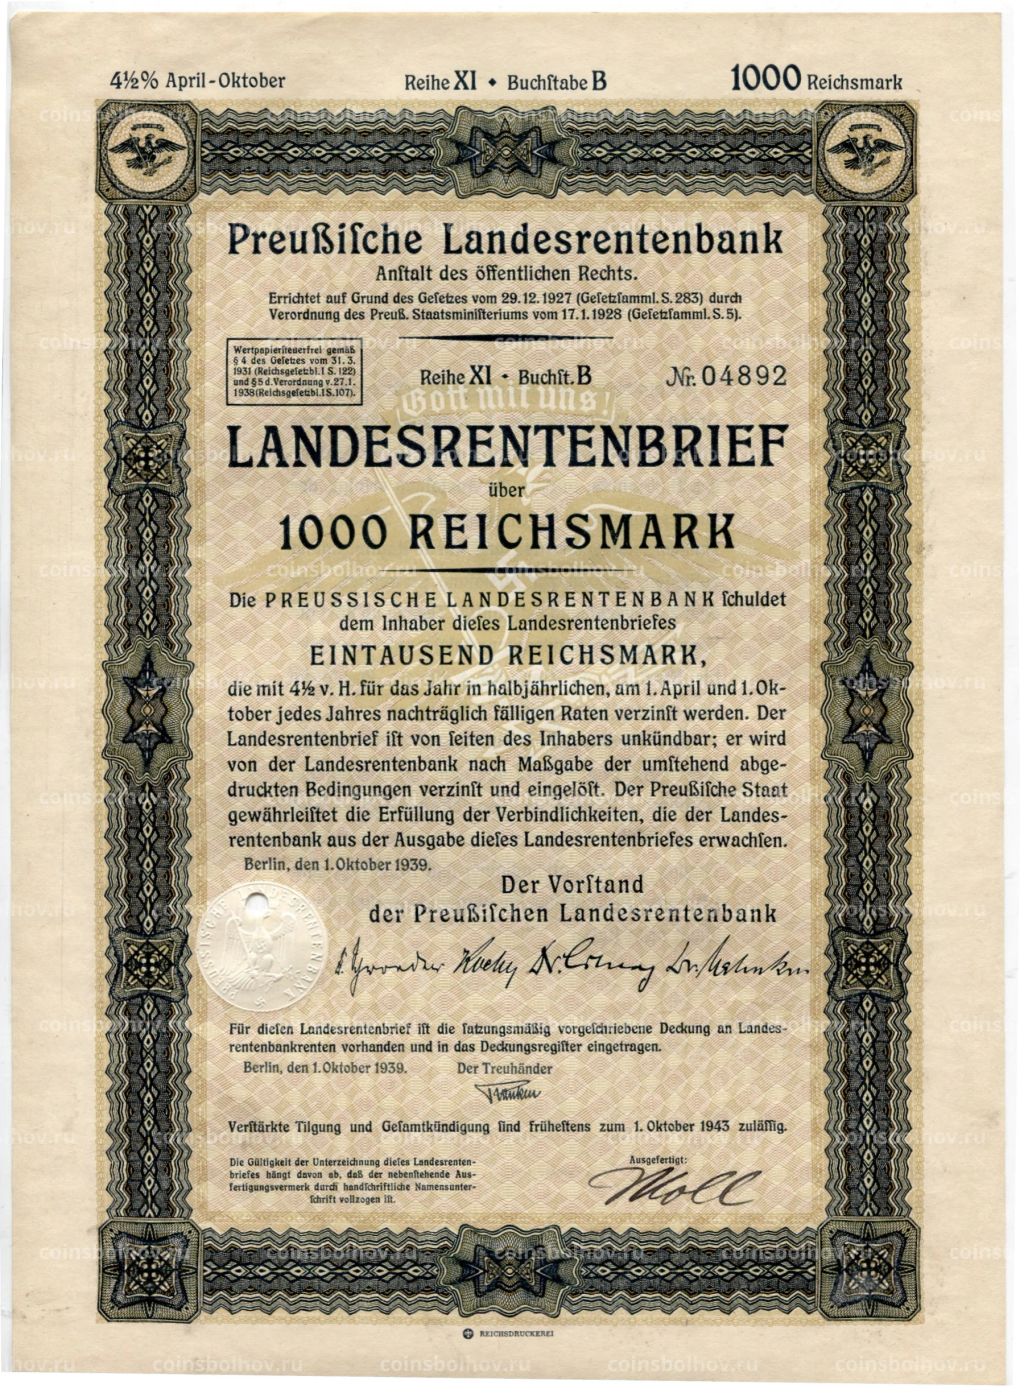 4½% April-Oktober Reihe XI • Buchſtabe B 1000 Reichsmark
Preußiſche Landesrentenbank
Anſtalt des öffentlichen Rechts.
Errichtet auf Grund des Geſetzes vom 29.12.1927 (Geſetzſamml. S. 283) durch
Verordnung des Preuß. Staatsminiſteriums vom 17.1.1928 (Geſetzſamml. S. 5).
Wertpapierſteuerfrei gemäß
§ 4 des Geſetzes vom 31. 3.
1931 (Reichsgeſetzbl. I S. 122)
und § 5 d. Verordnung v. 27. 1.
1938 (Reichsgeſetzbl. I S. 107).
Reihe XI • Buchſt. B Nr. 04892
Gott mit uns!
LANDESRENTENBRIEF
über
1000 REICHSMARK
Die PREUSSISCHE LANDESRENTENBANK ſchuldet
dem Inhaber dieſes Landesrentenbriefes
EINTAUSEND REICHSMARK,
die mit 4½ v. H. für das Jahr in halbjährlichen, am 1. April und 1. Ok-
tober jedes Jahres nachträglich fälligen Raten verzinſt werden. Der
Landesrentenbrief iſt von ſeiten des Inhabers unkündbar; er wird
von der Landesrentenbank nach Maßgabe der umſtehend abge-
druckten Bedingungen verzinſt und eingelöſt. Der Preußiſche Staat
gewährleiſtet die Erfüllung der Verbindlichkeiten, die der Landes-
rentenbank aus der Ausgabe dieſes Landesrentenbriefes erwachſen.
Berlin, den 1. Oktober 1939.
Der Vorſtand
der Preußiſchen Landesrentenbank
PREUSSISCHE LANDESRENTENBANK
Für dieſen Landesrentenbrief iſt die ſatzungsmäßig vorgeſchriebene Deckung an Landes-
rentenbankrenten vorhanden und in das Deckungsregiſter eingetragen.
Berlin, den 1. Oktober 1939. Der Treuhänder
Verſtärkte Tilgung und Geſamtkündigung ſind früheſtens zum 1. Oktober 1943 zuläſſig.
Die Gültigkeit der Unterzeichnung dieſes Landesrenten-
briefes hängt davon ab, daß der nebenſtehende Aus-
fertigungsvermerk durch handſchriftliche Namensunter-
ſchrift vollzogen iſt.
Ausgefertigt:
Moll
REICHSDRUCKEREI
coinsbolhov.ru